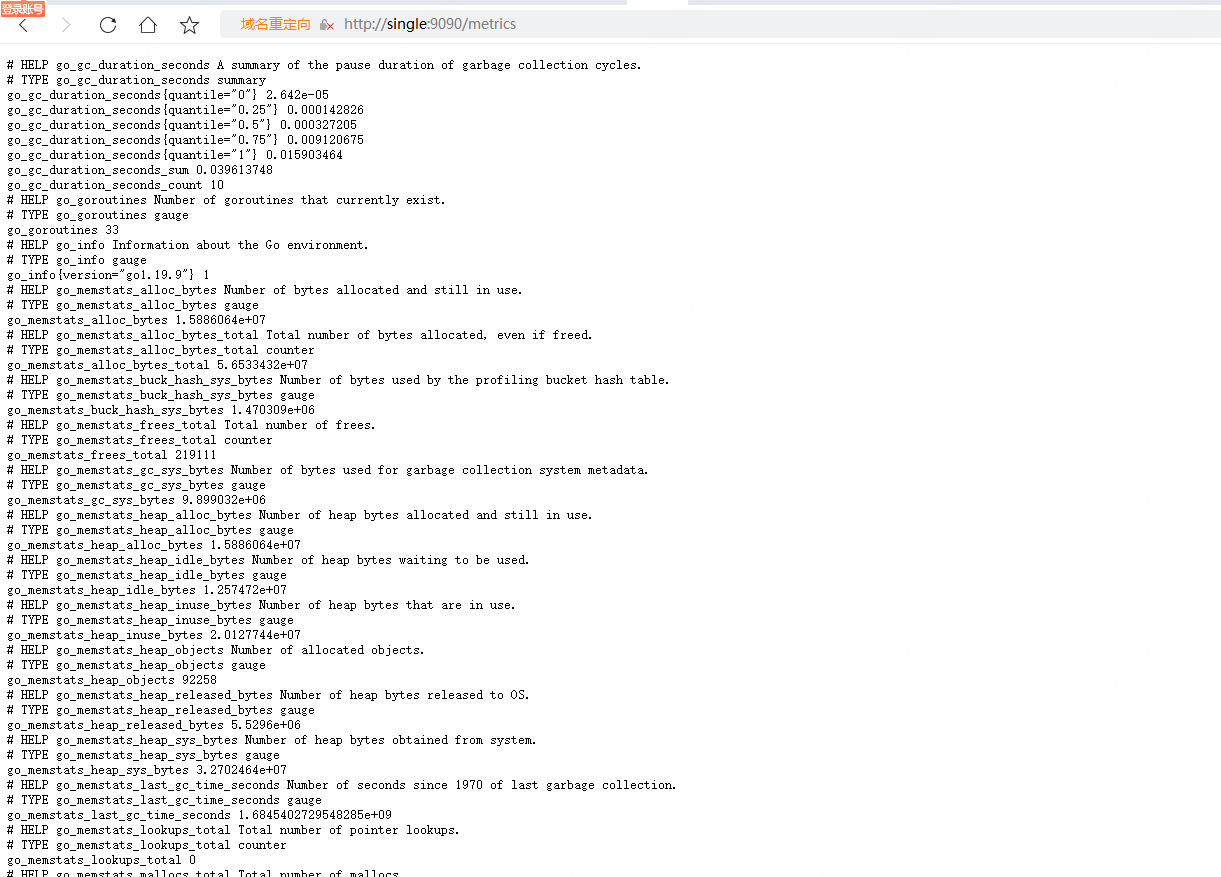 登录账号
域名重定向 http://single:9090/metrics
# HELP go_gc_duration_seconds A summary of the pause duration of garbage collection cycles.
# TYPE go_gc_duration_seconds summary
go_gc_duration_seconds{quantile="0"} 2.642e-05
go_gc_duration_seconds{quantile="0.25"} 0.000142826
go_gc_duration_seconds{quantile="0.5"} 0.000327205
go_gc_duration_seconds{quantile="0.75"} 0.009120675
go_gc_duration_seconds{quantile="1"} 0.015903464
go_gc_duration_seconds_sum 0.039613748
go_gc_duration_seconds_count 10
# HELP go_goroutines Number of goroutines that currently exist.
# TYPE go_goroutines gauge
go_goroutines 33
# HELP go_info Information about the Go environment.
# TYPE go_info gauge
go_info{version="go1.19.9"} 1
# HELP go_memstats_alloc_bytes Number of bytes allocated and still in use.
# TYPE go_memstats_alloc_bytes gauge
go_memstats_alloc_bytes 1.5886064e+07
# HELP go_memstats_alloc_bytes_total Total number of bytes allocated, even if freed.
# TYPE go_memstats_alloc_bytes_total counter
go_memstats_alloc_bytes_total 5.6533432e+07
# HELP go_memstats_buck_hash_sys_bytes Number of bytes used by the profiling bucket hash table.
# TYPE go_memstats_buck_hash_sys_bytes gauge
go_memstats_buck_hash_sys_bytes 1.470309e+06
# HELP go_memstats_frees_total Total number of frees.
# TYPE go_memstats_frees_total counter
go_memstats_frees_total 219111
# HELP go_memstats_gc_sys_bytes Number of bytes used for garbage collection system metadata.
# TYPE go_memstats_gc_sys_bytes gauge
go_memstats_gc_sys_bytes 9.899032e+06
# HELP go_memstats_heap_alloc_bytes Number of heap bytes allocated and still in use.
# TYPE go_memstats_heap_alloc_bytes gauge
go_memstats_heap_alloc_bytes 1.5886064e+07
# HELP go_memstats_heap_idle_bytes Number of heap bytes waiting to be used.
# TYPE go_memstats_heap_idle_bytes gauge
go_memstats_heap_idle_bytes 1.257472e+07
# HELP go_memstats_heap_inuse_bytes Number of heap bytes that are in use.
# TYPE go_memstats_heap_inuse_bytes gauge
go_memstats_heap_inuse_bytes 2.0127744e+07
# HELP go_memstats_heap_objects Number of allocated objects.
# TYPE go_memstats_heap_objects gauge
go_memstats_heap_objects 92258
# HELP go_memstats_heap_released_bytes Number of heap bytes released to OS.
# TYPE go_memstats_heap_released_bytes gauge
go_memstats_heap_released_bytes 5.5296e+06
# HELP go_memstats_heap_sys_bytes Number of heap bytes obtained from system.
# TYPE go_memstats_heap_sys_bytes gauge
go_memstats_heap_sys_bytes 3.2702464e+07
# HELP go_memstats_last_gc_time_seconds Number of seconds since 1970 of last garbage collection.
# TYPE go_memstats_last_gc_time_seconds gauge
go_memstats_last_gc_time_seconds 1.6845402729548285e+09
# HELP go_memstats_lookups_total Total number of pointer lookups.
# TYPE go_memstats_lookups_total counter
go_memstats_lookups_total 0
# HELP go_memstats_mallocs_total Total number of mallocs